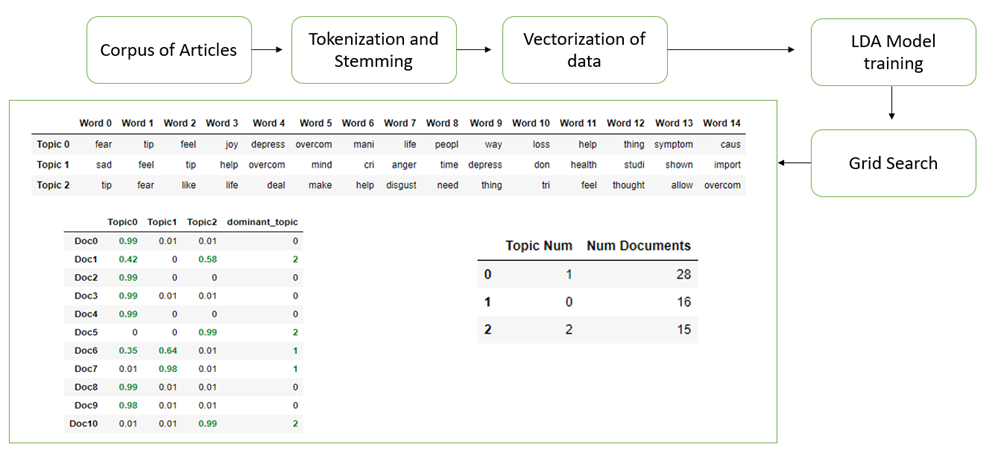 Corpus of Articles
Tokenization and
Stemming
Vectorization of
data
LDA Model
training
Grid Search
Word 0 Word 1 Word 2 Word 3 Word 4 Word 5 Word 6 Word 7 Word 8 Word 9 Word 10 Word 11 Word 12 Word 13 Word 14
Topic 0 fear tip feel joy depress overcom mani life peopl way loss help thing symptom caus
Topic 1 sad feel tip help overcom mind cri anger time depress don health studi shown import
Topic 2 tip fear like life deal make help disgust need thing tri feel thought allow overcom
Topic0 Topic1 Topic2 dominant_topic
Doc0 0.99 0.01 0.01 0
Doc1 0.42 0 0.58 2
Doc2 0.99 0 0 0
Doc3 0.99 0.01 0.01 0
Doc4 0.99 0 0 0
Doc5 0 0 0.99 2
Doc6 0.35 0.64 0.01 1
Doc7 0.01 0.98 0.01 1
Doc8 0.99 0.01 0.01 0
Doc9 0.98 0.01 0.01 0
Doc10 0.01 0.01 0.99 2
Topic Num Num Documents
0 1 28
1 0 16
2 2 15